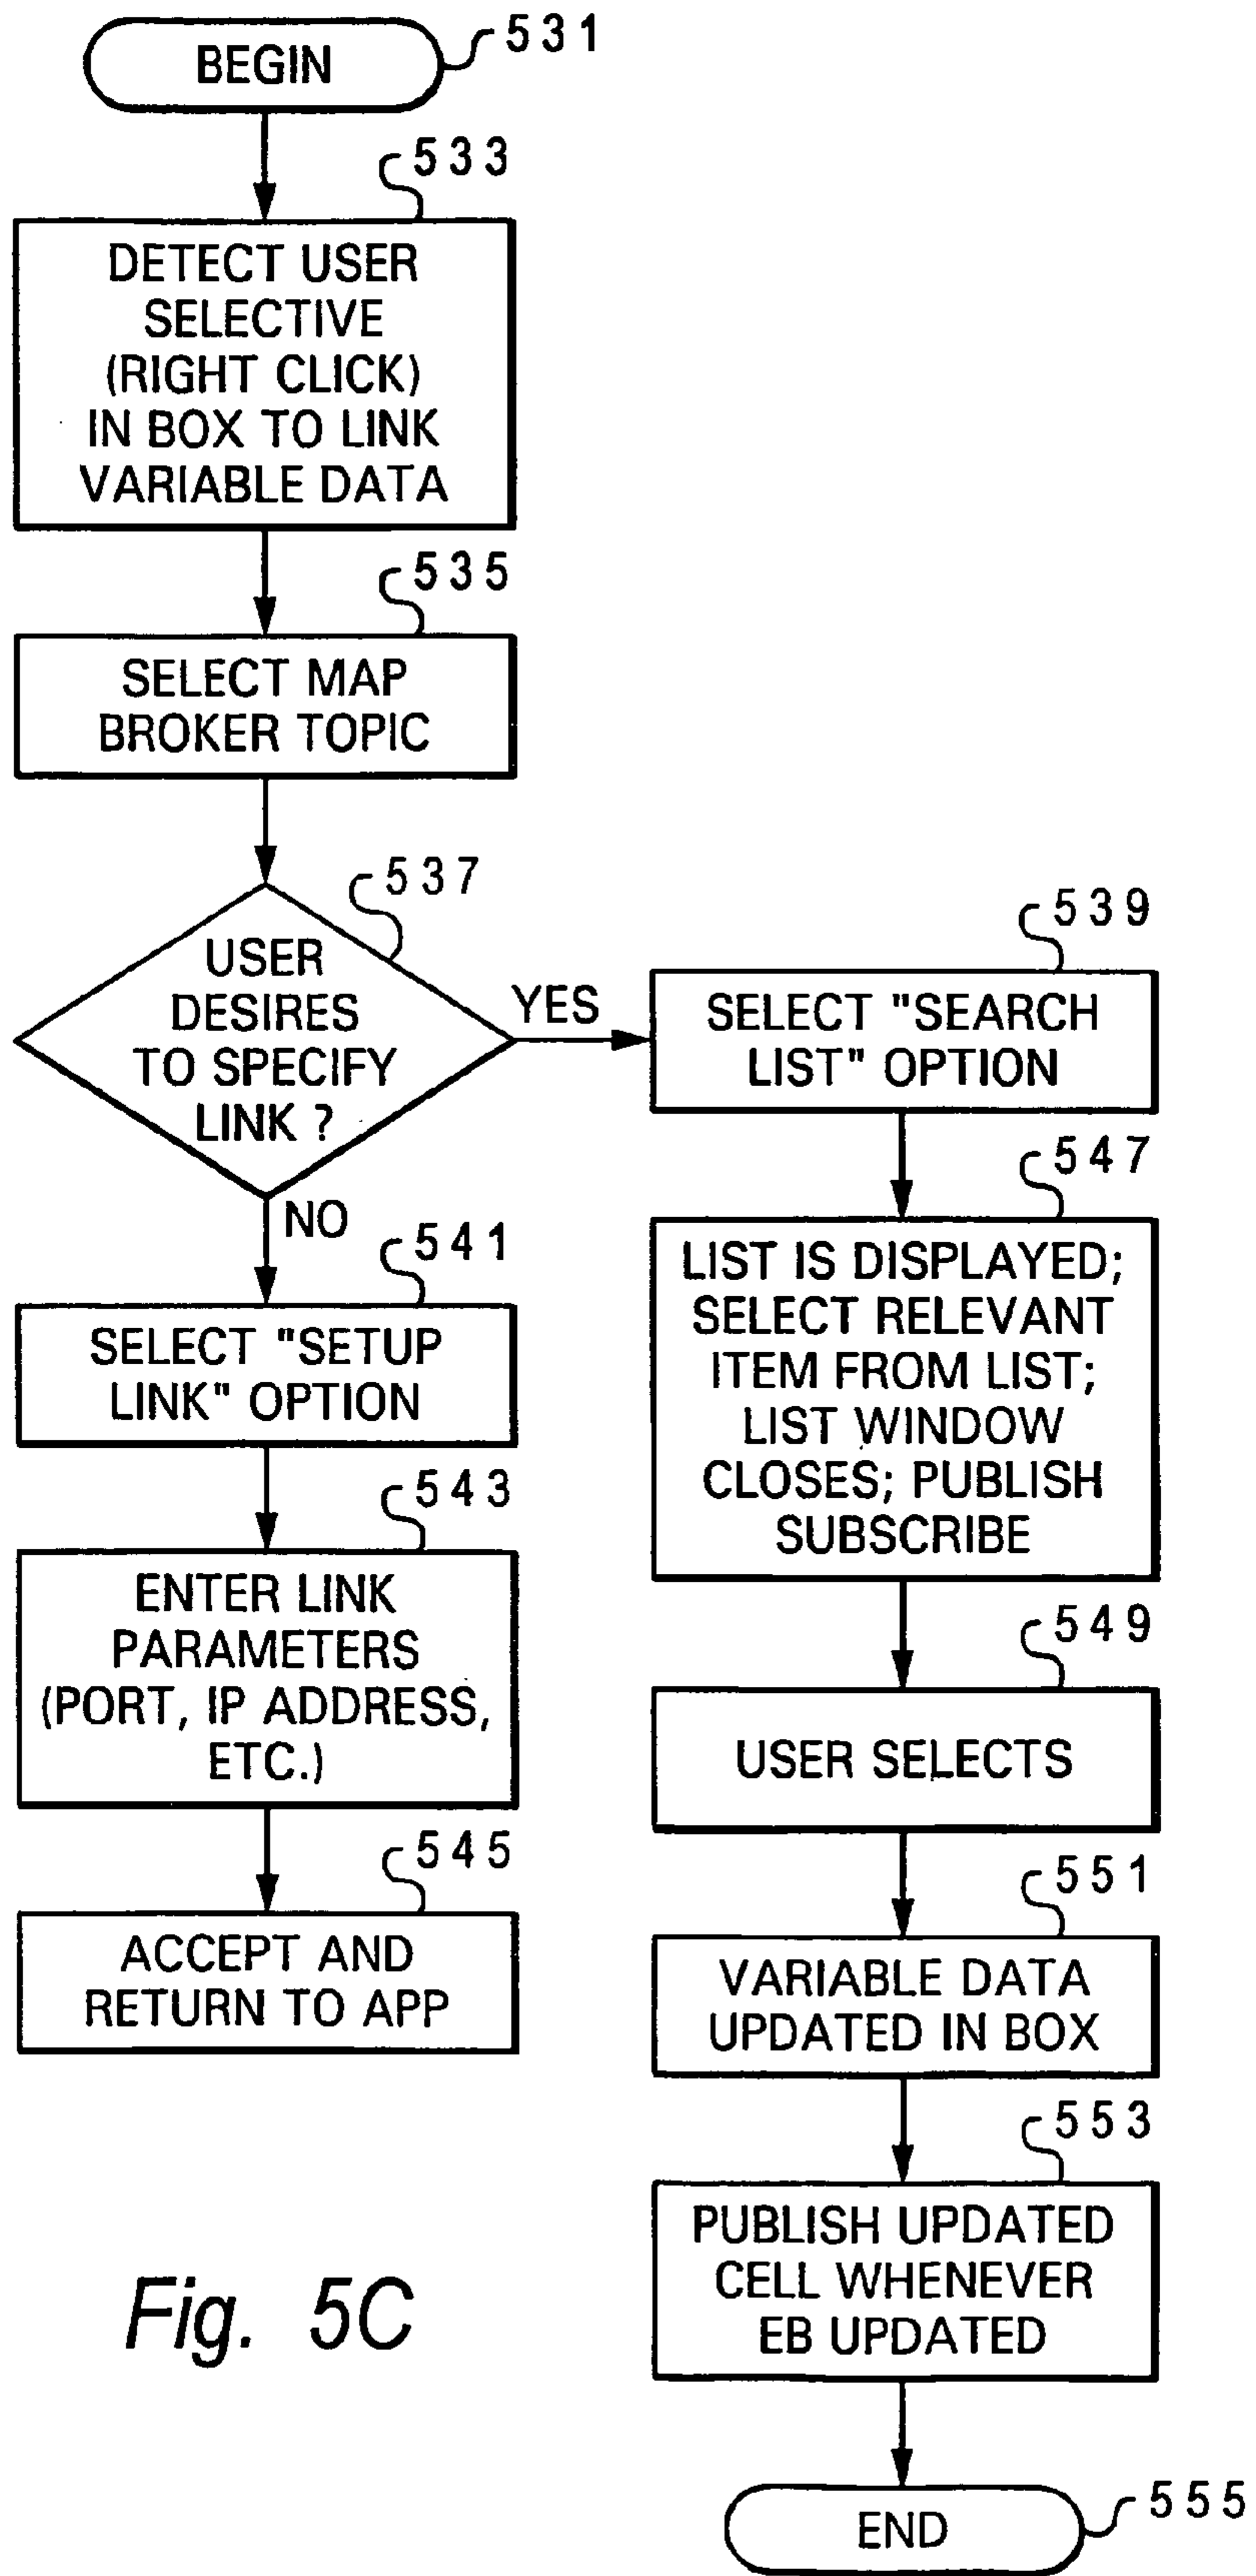 BEGIN
531
533
DETECT USER
SELECTIVE
(RIGHT CLICK)
IN BOX TO LINK
VARIABLE DATA
535
SELECT MAP
BROKER TOPIC
537
USER
DESIRES
TO SPECIFY
LINK ?
YES
NO
541
SELECT "SETUP
LINK" OPTION
543
ENTER LINK
PARAMETERS
(PORT, IP ADDRESS,
ETC.)
545
ACCEPT AND
RETURN TO APP
539
SELECT "SEARCH
LIST" OPTION
547
LIST IS DISPLAYED;
SELECT RELEVANT
ITEM FROM LIST;
LIST WINDOW
CLOSES; PUBLISH
SUBSCRIBE
549
USER SELECTS
551
VARIABLE DATA
UPDATED IN BOX
553
PUBLISH UPDATED
CELL WHENEVER
EB UPDATED
END
555
Fig. 5C